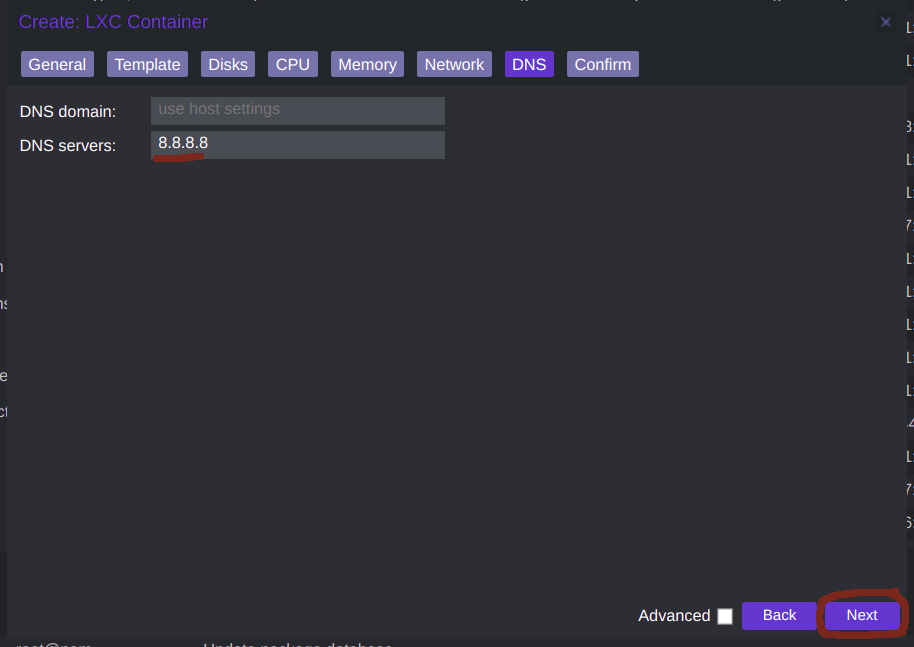 Create: LXC Container
General Template Disks CPU Memory Network DNS Confirm
DNS domain: use host settings
DNS servers: 8.8.8.8
Advanced Back Next